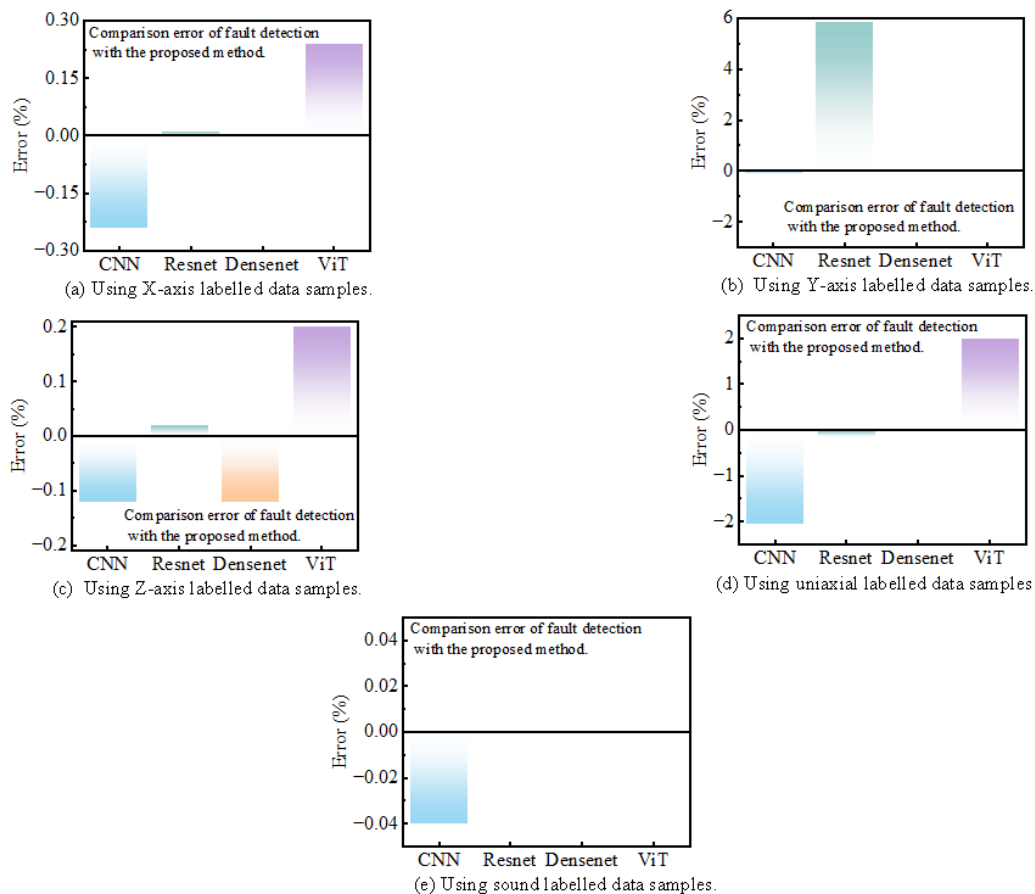 0.30
0.15
0.00
−0.15
−0.30
Error (%)
Comparison error of fault detection
with the proposed method.
CNN Resnet Densenet ViT
(a) Using X-axis labelled data samples.
6
4
2
0
−2
Error (%)
Comparison error of fault detection
with the proposed method.
CNN Resnet Densenet ViT
(b) Using Y-axis labelled data samples.
0.2
0.1
0.0
−0.1
−0.2
Error (%)
Comparison error of fault detection
with the proposed method.
CNN Resnet Densenet ViT
(c) Using Z-axis labelled data samples.
2
1
0
−1
−2
Error (%)
Comparison error of fault detection
with the proposed method.
CNN Resnet Densenet ViT
(d) Using uniaxial labelled data samples
0.04
0.02
0.00
−0.02
−0.04
Error (%)
Comparison error of fault detection
with the proposed method.
CNN Resnet Densenet ViT
(e) Using sound labelled data samples.